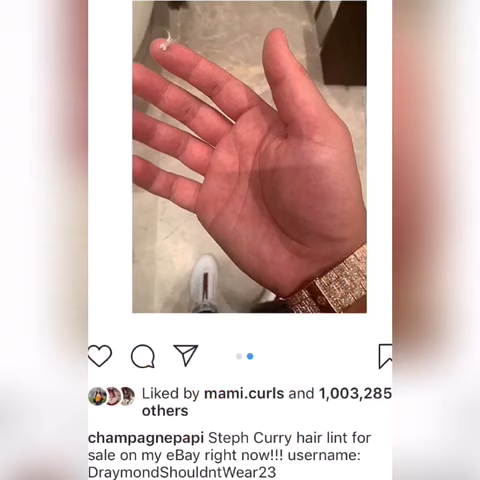 Liked by mami.curls and 1,003,285
others
champagnepapi Steph Curry hair lint for
sale on my eBay right now!!! username:
DraymondShouldntWear23